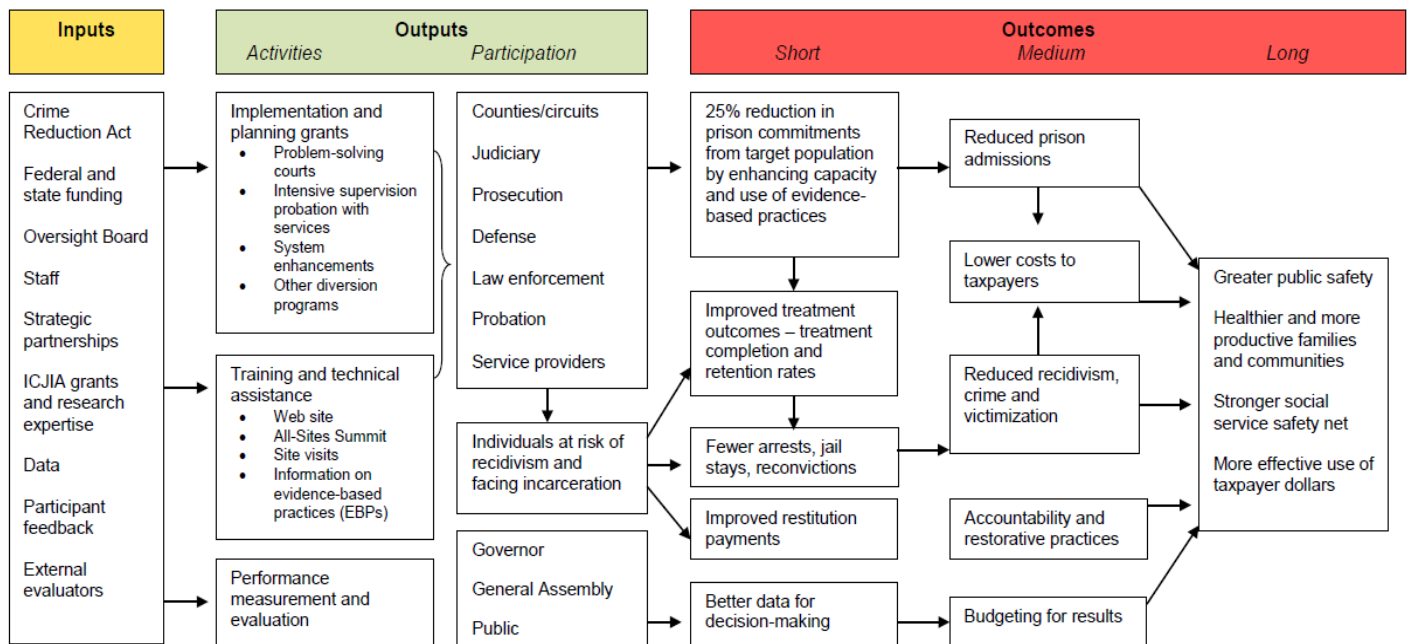 Inputs
Outputs
Activities
Participation
Outcomes
Short
Medium
Long
Crime
Reduction Act
Federal and
state funding
Oversight Board
Staff
Strategic
partnerships
ICJIA grants
and research
expertise
Data
Participant
feedback
External
evaluators
Implementation and
planning grants
• Problem-solving
courts
• Intensive supervision
probation with
services
• System
enhancements
• Other diversion
programs
Training and technical
assistance
• Web site
• All-Sites Summit
• Site visits
• Information on
evidence-based
practices (EBPs)
Performance
measurement and
evaluation
Counties/circuits
Judiciary
Prosecution
Defense
Law enforcement
Probation
Service providers
Individuals at risk of
recidivism and
facing incarceration
Governor
General Assembly
Public
25% reduction in
prison commitments
from target population
by enhancing capacity
and use of evidence-
based practices
Improved treatment
outcomes – treatment
completion and
retention rates
Fewer arrests, jail
stays, reconvictions
Improved restitution
payments
Better data for
decision-making
Reduced prison
admissions
Lower costs to
taxpayers
Reduced recidivism,
crime and
victimization
Accountability and
restorative practices
Budgeting for results
Greater public safety
Healthier and more
productive families
and communities
Stronger social
service safety net
More effective use of
taxpayer dollars